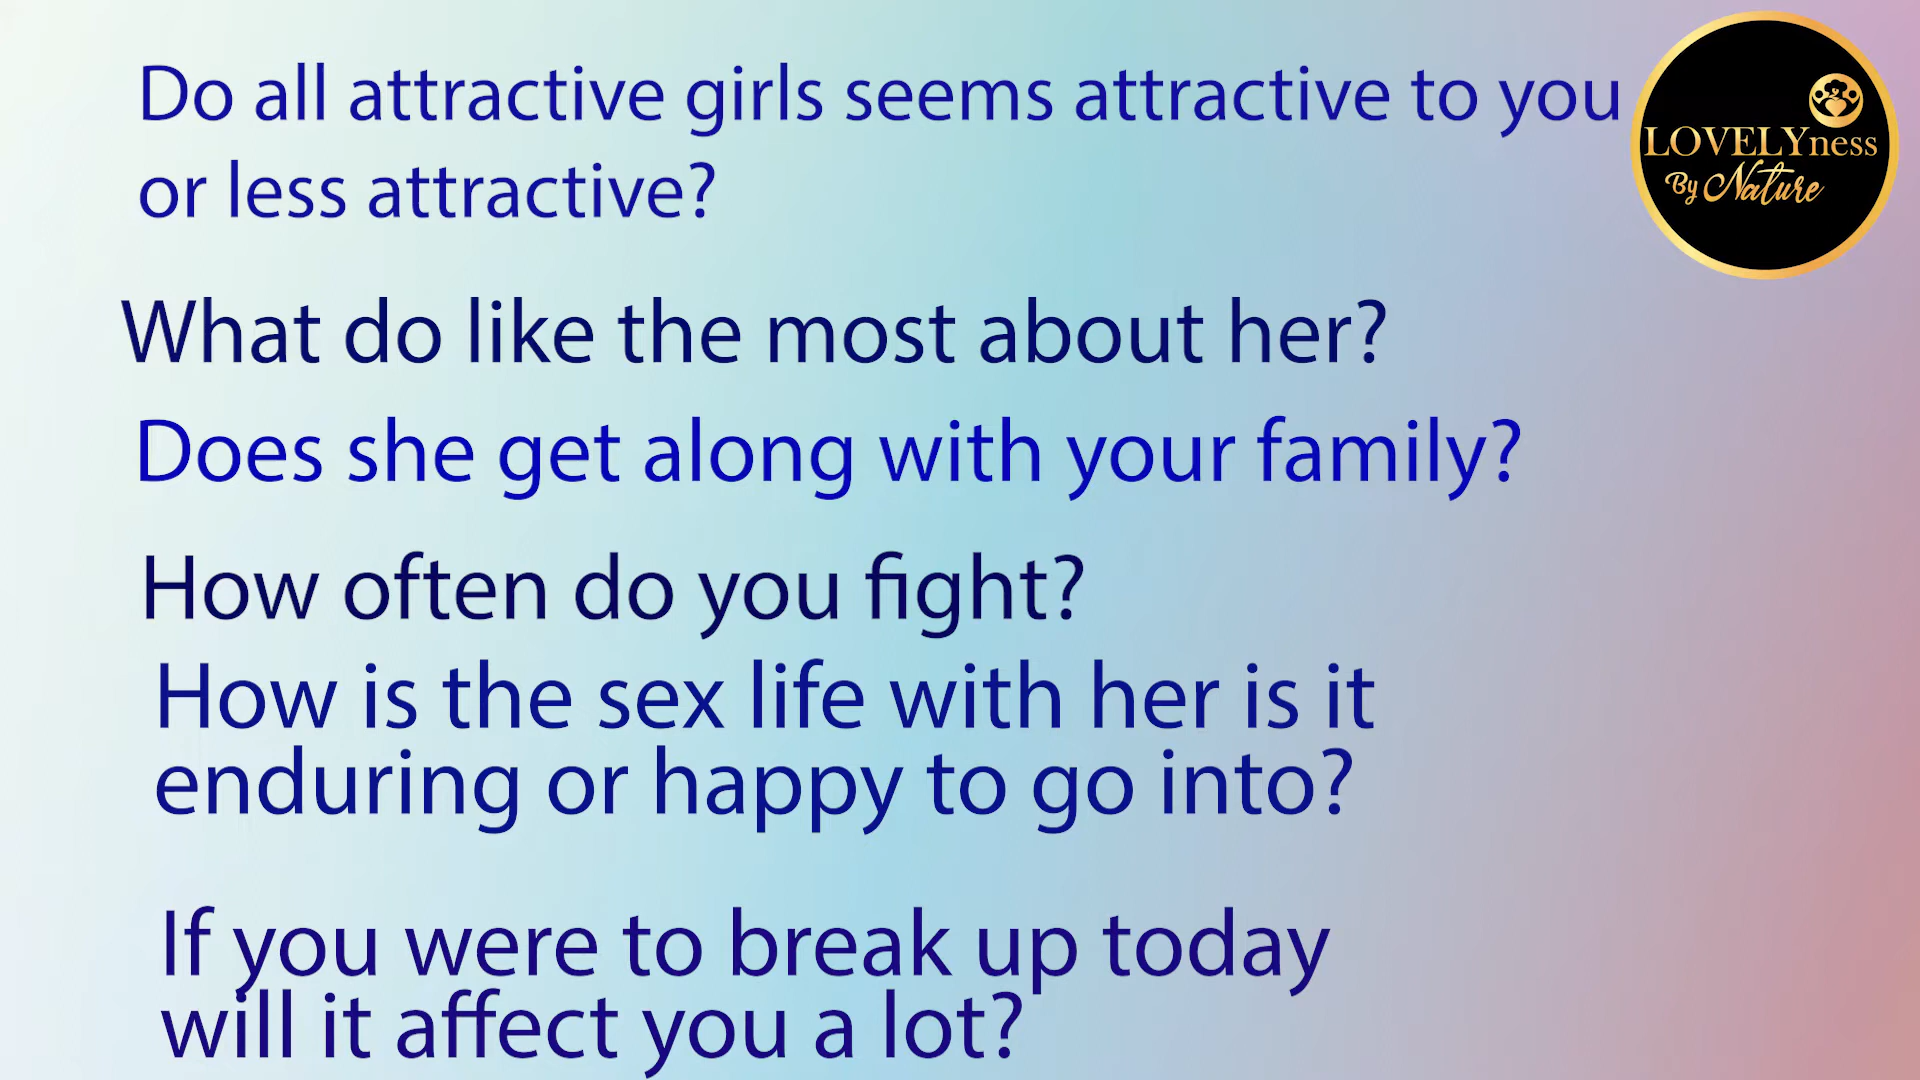 Do all attractive girls seems attractive to you
or less attractive?
LOVELYness
By Nature
What do like the most about her?
Does she get along with your family?
How often do you fight?
How is the sex life with her is it
enduring or happy to go into?
If you were to break up today
will it affect you a lot?